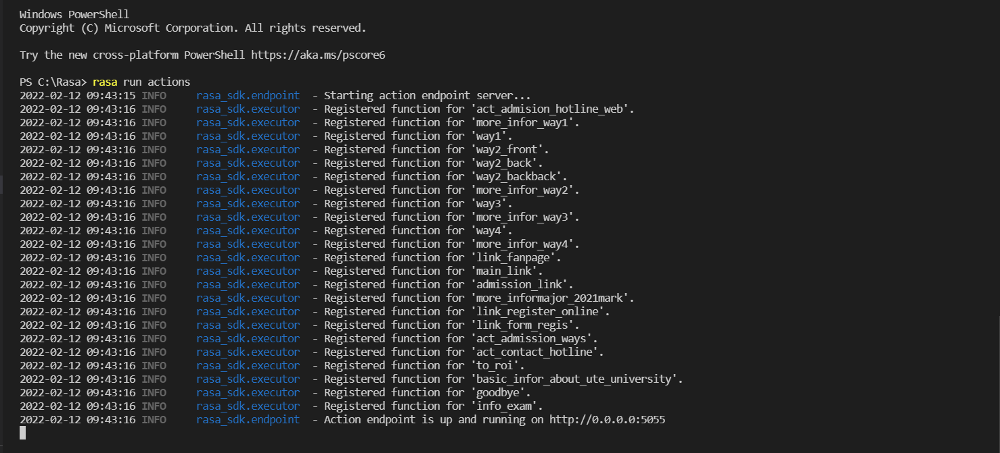 Windows PowerShell
Copyright (C) Microsoft Corporation. All rights reserved.
Try the new cross-platform PowerShell https://aka.ms/pscore6
PS C:\Rasa> rasa run actions
2022-02-12 09:43:15 INFO     rasa_sdk.endpoint  - Starting action endpoint server...
2022-02-12 09:43:16 INFO     rasa_sdk.executor  - Registered function for 'act_admision_hotline_web'.
2022-02-12 09:43:16 INFO     rasa_sdk.executor  - Registered function for 'more_infor_way1'.
2022-02-12 09:43:16 INFO     rasa_sdk.executor  - Registered function for 'way1'.
2022-02-12 09:43:16 INFO     rasa_sdk.executor  - Registered function for 'way2_front'.
2022-02-12 09:43:16 INFO     rasa_sdk.executor  - Registered function for 'way2_back'.
2022-02-12 09:43:16 INFO     rasa_sdk.executor  - Registered function for 'way2_backback'.
2022-02-12 09:43:16 INFO     rasa_sdk.executor  - Registered function for 'more_infor_way2'.
2022-02-12 09:43:16 INFO     rasa_sdk.executor  - Registered function for 'way3'.
2022-02-12 09:43:16 INFO     rasa_sdk.executor  - Registered function for 'more_infor_way3'.
2022-02-12 09:43:16 INFO     rasa_sdk.executor  - Registered function for 'way4'.
2022-02-12 09:43:16 INFO     rasa_sdk.executor  - Registered function for 'more_infor_way4'.
2022-02-12 09:43:16 INFO     rasa_sdk.executor  - Registered function for 'link_fanpage'.
2022-02-12 09:43:16 INFO     rasa_sdk.executor  - Registered function for 'main_link'.
2022-02-12 09:43:16 INFO     rasa_sdk.executor  - Registered function for 'admission_link'.
2022-02-12 09:43:16 INFO     rasa_sdk.executor  - Registered function for 'more_informajor_2021mark'.
2022-02-12 09:43:16 INFO     rasa_sdk.executor  - Registered function for 'link_register_online'.
2022-02-12 09:43:16 INFO     rasa_sdk.executor  - Registered function for 'link_form_regis'.
2022-02-12 09:43:16 INFO     rasa_sdk.executor  - Registered function for 'act_admission_ways'.
2022-02-12 09:43:16 INFO     rasa_sdk.executor  - Registered function for 'act_contact_hotline'.
2022-02-12 09:43:16 INFO     rasa_sdk.executor  - Registered function for 'to_roi'.
2022-02-12 09:43:16 INFO     rasa_sdk.executor  - Registered function for 'basic_infor_about_ute_university'.
2022-02-12 09:43:16 INFO     rasa_sdk.executor  - Registered function for 'goodbye'.
2022-02-12 09:43:16 INFO     rasa_sdk.executor  - Registered function for 'info_exam'.
2022-02-12 09:43:16 INFO     rasa_sdk.endpoint  - Action endpoint is up and running on http://0.0.0.0:5055